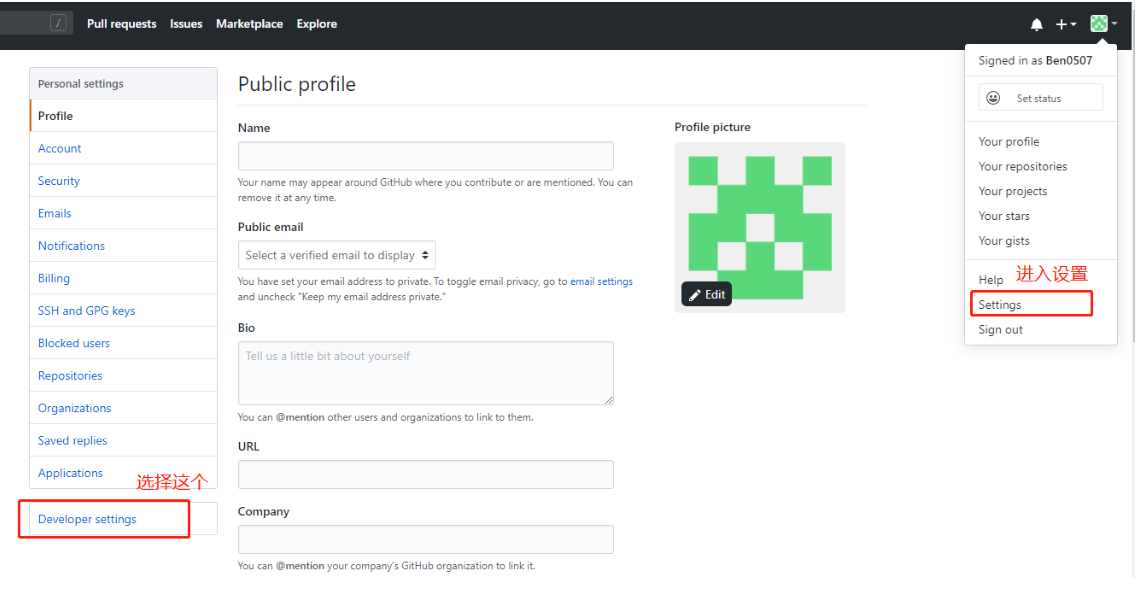 /
Pull requests Issues Marketplace Explore
Signed in as Ben0507
Set status
Your profile
Your repositories
Your projects
Your stars
Your gists
Help
进入设置
Settings
Sign out
Personal settings
Profile
Account
Security
Emails
Notifications
Billing
SSH and GPG keys
Blocked users
Repositories
Organizations
Saved replies
Applications
选择这个
Developer settings
Public profile
Name
Your name may appear around GitHub where you contribute or are mentioned. You can
remove it at any time.
Public email
Select a verified email to display
You have set your email address to private. To toggle email privacy, go to email settings
and uncheck "Keep my email address private."
Bio
Tell us a little bit about yourself
You can @mention other users and organizations to link to them.
URL
Company
You can @mention your company's GitHub organization to link it.
Profile picture
Edit